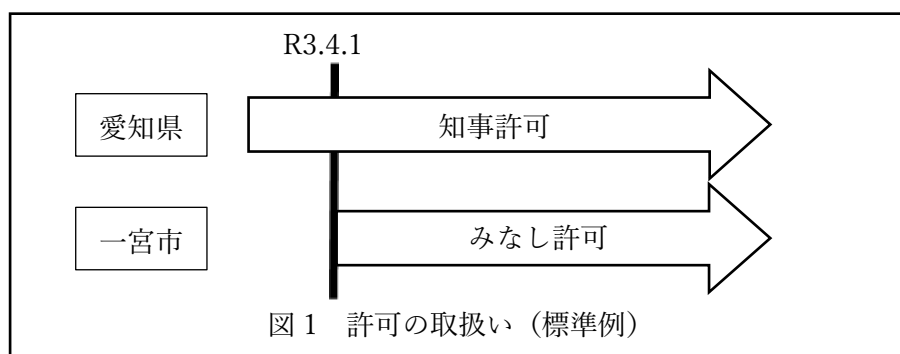 R3.4.1
愛知県
知事許可
一宮市
みなし許可
図1 許可の取扱い（標準例）